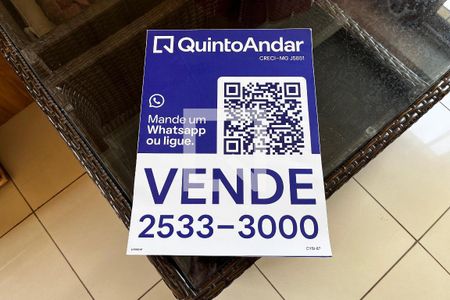 QuintoAndar
CRECI-MG J5851
Mande um
Whatsapp
ou ligue.
VENDE
2533-3000